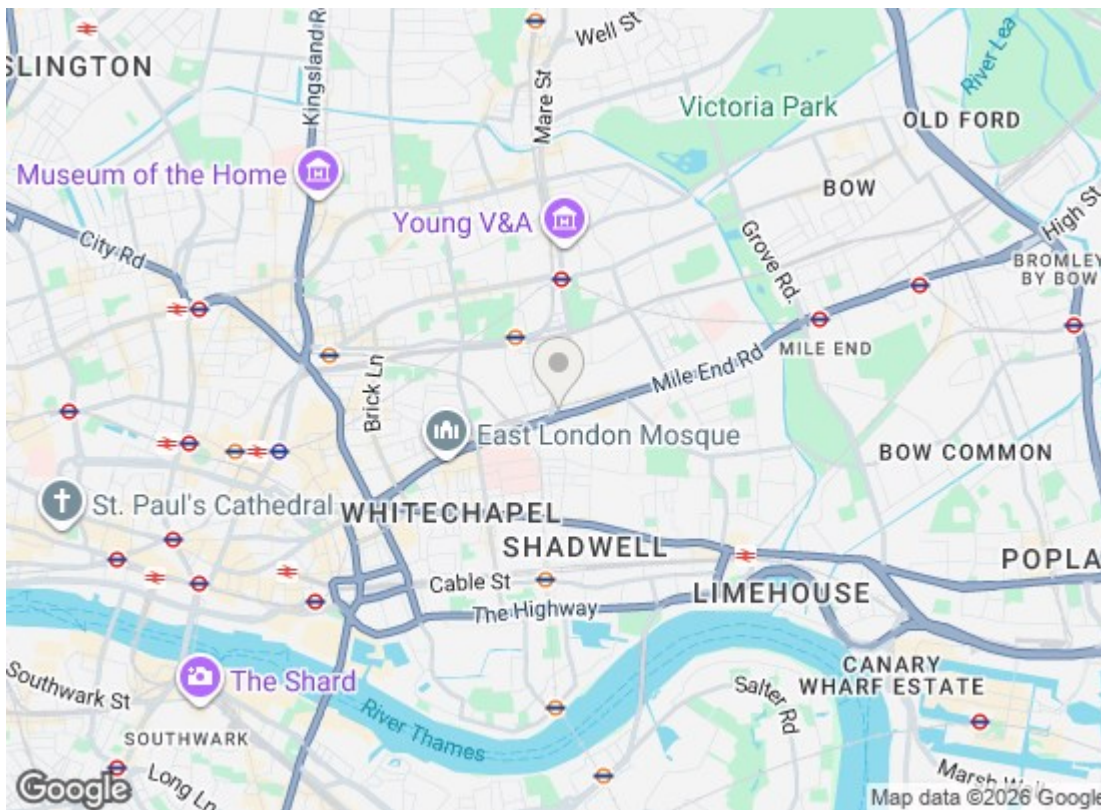 Well St
SLINGTON
Kingsland R
Mare St
Victoria Park
River Lea
OLD FORD
Museum of the Home
BOW
Young V&A
High St
City Rd
Grove Rd.
BROMLEY
BY BOW
MILE END
Mile End Rd
Brick Ln
East London Mosque
BOW COMMON
St. Paul's Cathedral
WHITECHAPEL
SHADWELL
POPLA
Cable St
LIMEHOUSE
The Highway
The Shard
Southwark St
River Thames
Salter Rd
CANARY
WHARF ESTATE
SOUTHWARK
Long Ln
Marsh Wal
Google
Map data ©2026 Google